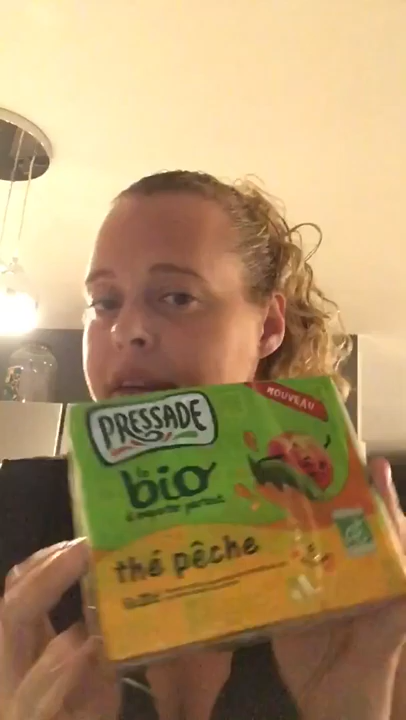 NOUVEAU
PRESSADE
le
bio
à emporter partout
thé pêche